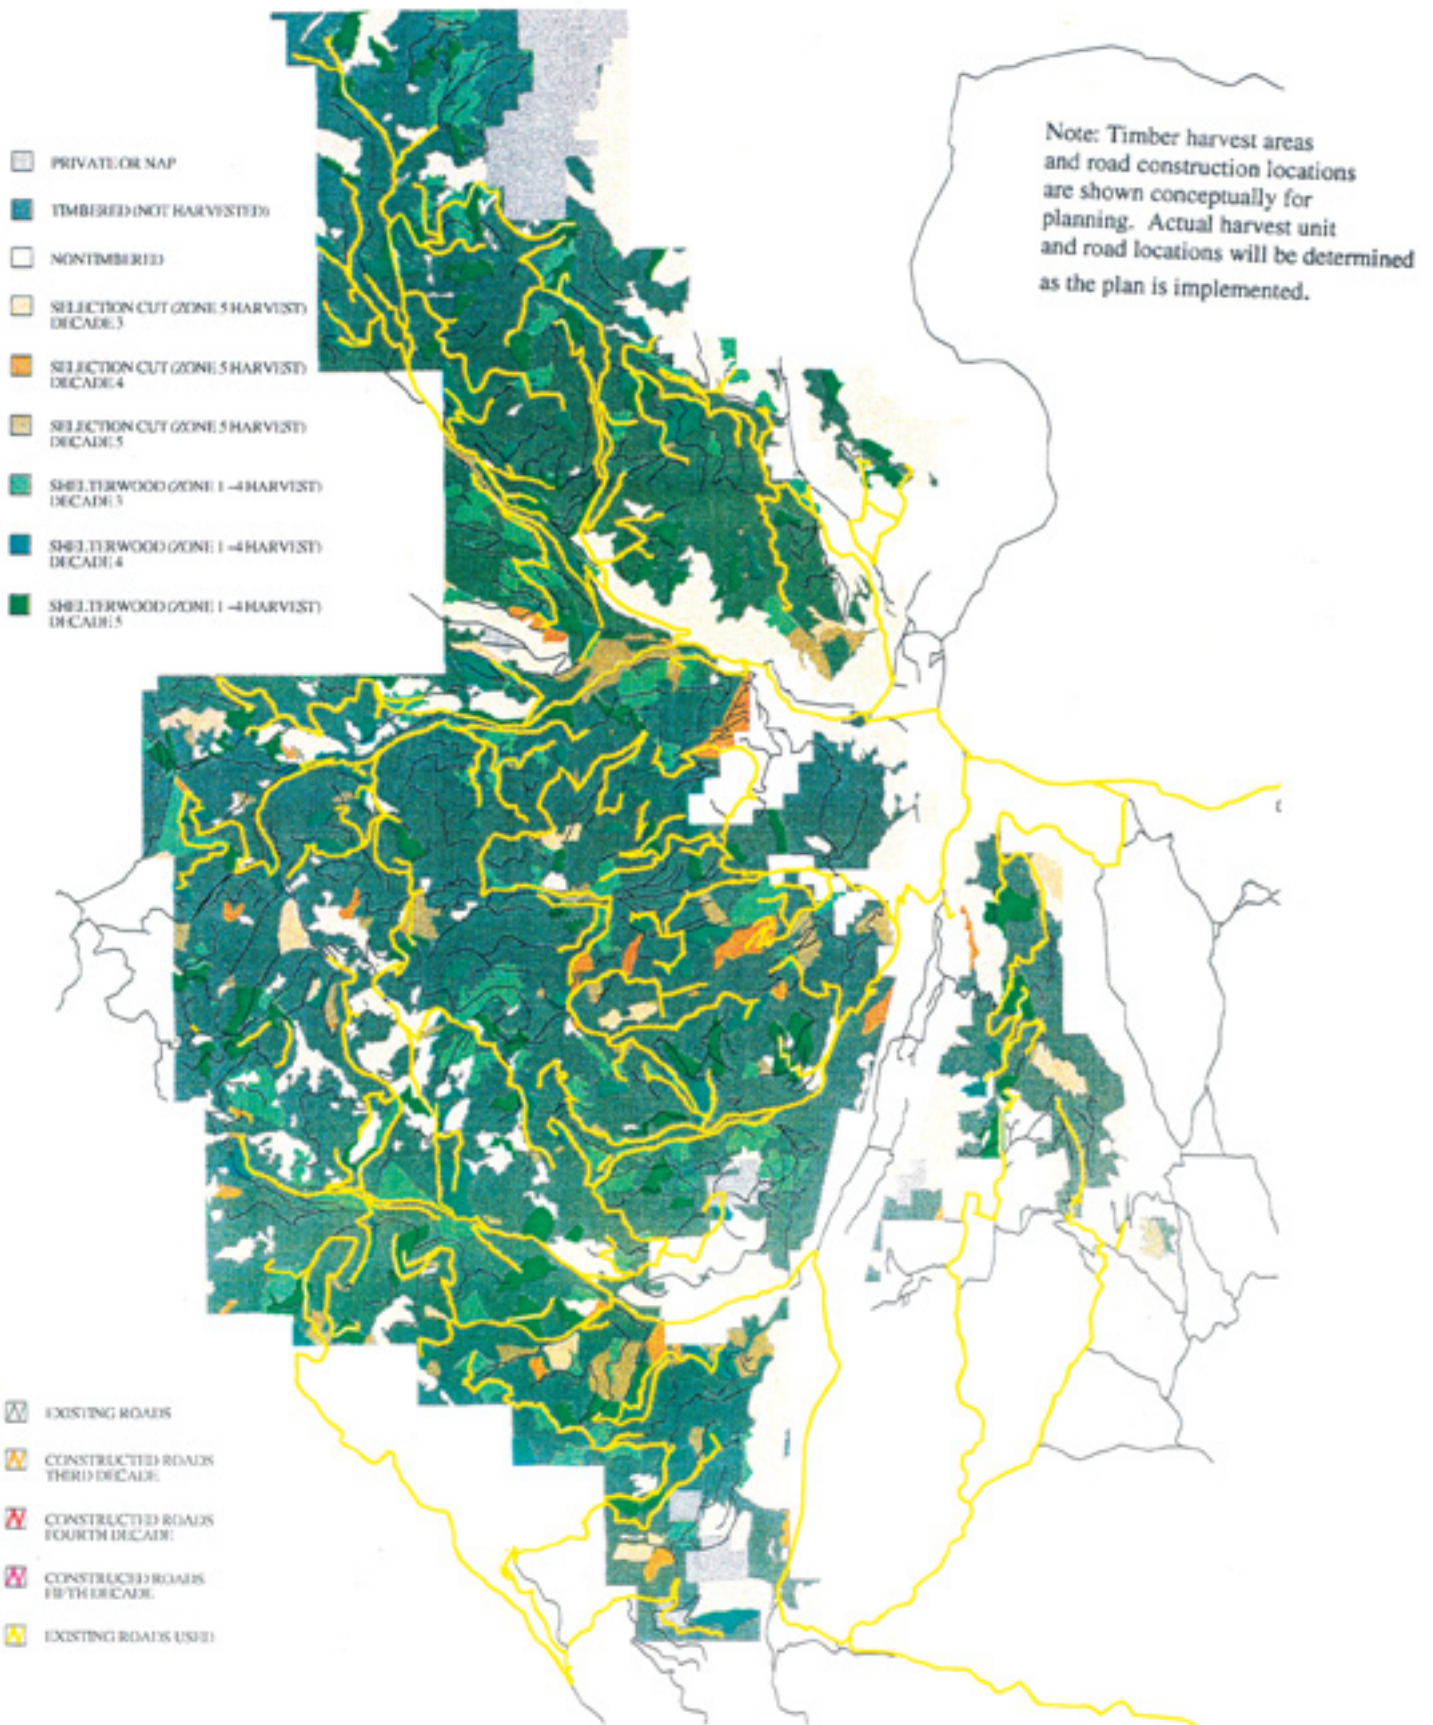 Note: Timber harvest areas
and road construction locations
are shown conceptually for
planning. Actual harvest unit
and road locations will be determined
as the plan is implemented.
PRIVATE OR NAP
TIMBERED (NOT HARVESTED)
NONTIMBERED
SELECTION CUT (ZONE 5 HARVEST)
DECADE 3
SELECTION CUT (ZONE 5 HARVEST)
DECADE 4
SELECTION CUT (ZONE 5 HARVEST)
DECADE 5
SHELTERWOOD (ZONE 1-4 HARVEST)
DECADE 3
SHELTERWOOD (ZONE 1-4 HARVEST)
DECADE 4
SHELTERWOOD (ZONE 1-4 HARVEST)
DECADE 5
EXISTING ROADS
CONSTRUCTED ROADS
THIRD DECADE
CONSTRUCTED ROADS
FOURTH DECADE
CONSTRUCED ROADS
FIFTH DECADE
EXISTING ROADS USED